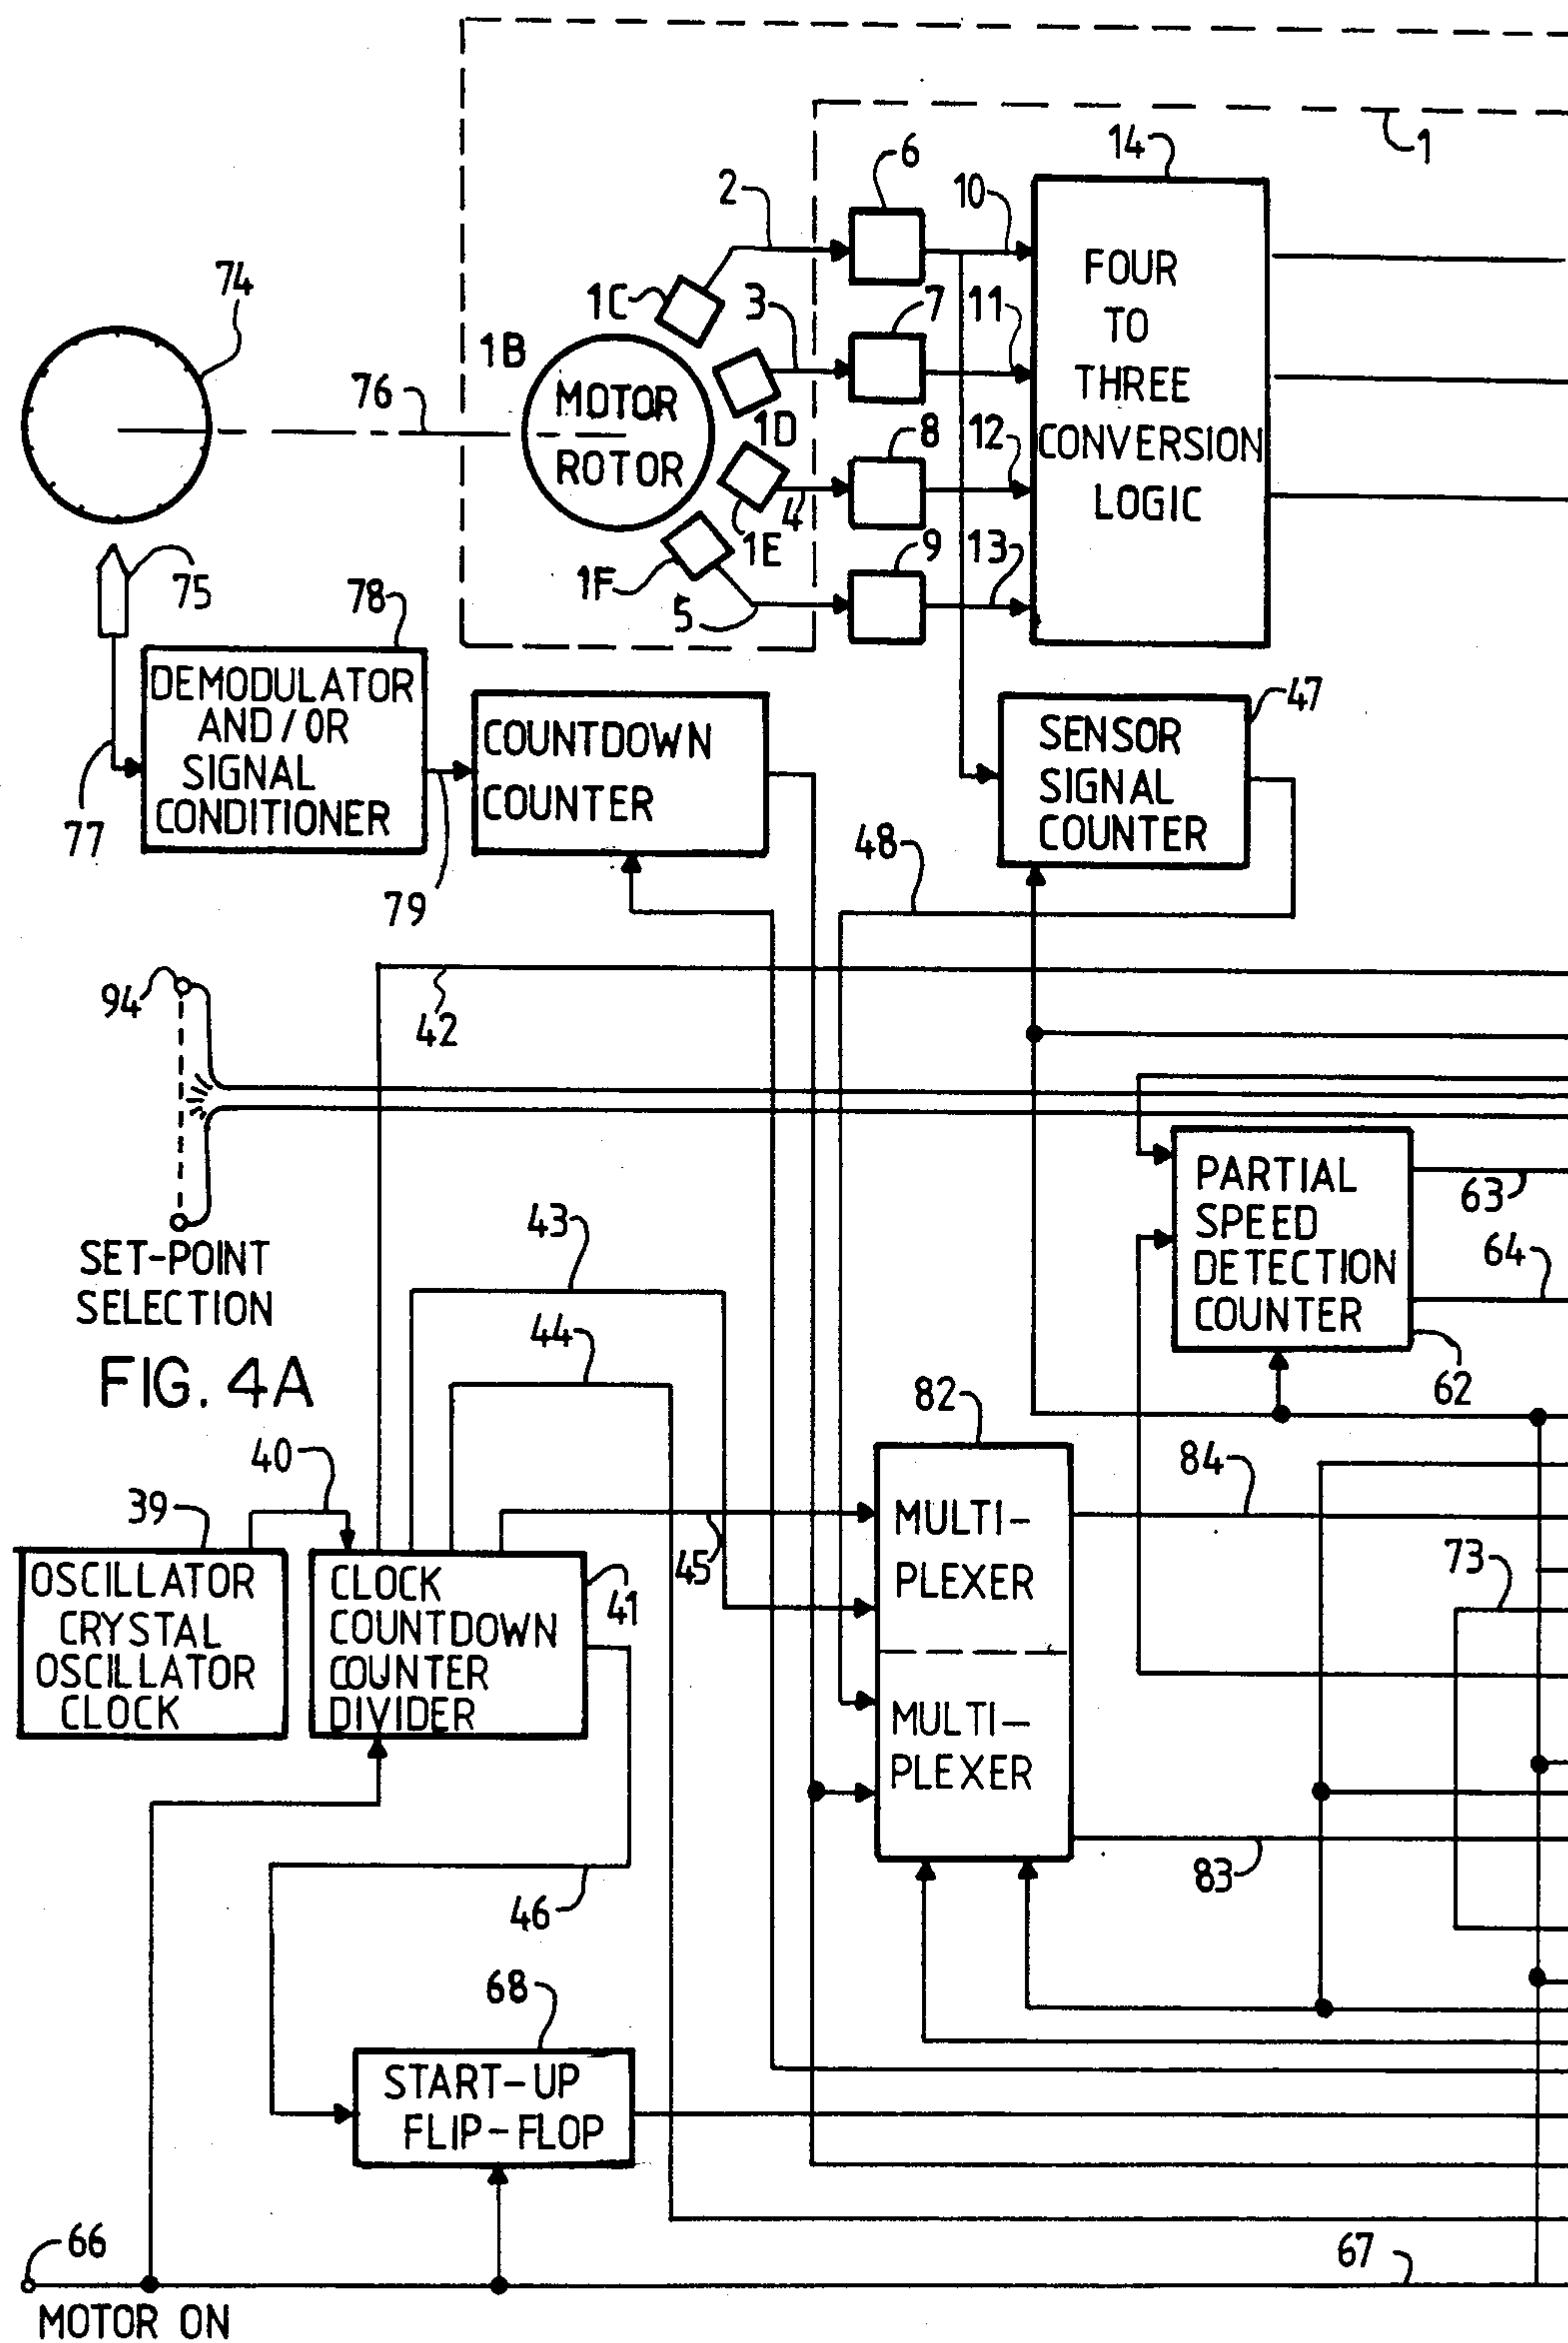 1
14
6
2
10
FOUR
TO
THREE
CONVERSION
LOGIC
74
1C
3
7
11
1B
76
MOTOR
ROTOR
1D
8
12
4
1E
9
13
75
1F
5
78
DEMODULATOR
AND/OR
SIGNAL
CONDITIONER
COUNTDOWN
COUNTER
47
SENSOR
SIGNAL
COUNTER
77
79
48
94
42
PARTIAL
SPEED
DETECTION
COUNTER
63
64
62
43
SET-POINT
SELECTION
44
FIG. 4A
82
40
84
39
MULTI-
PLEXER
45
73
OSCILLATOR
CRYSTAL
OSCILLATOR
CLOCK
CLOCK
COUNTDOWN
COUNTER
DIVIDER
41
MULTI-
PLEXER
83
46
68
START-UP
FLIP-FLOP
66
67
MOTOR ON